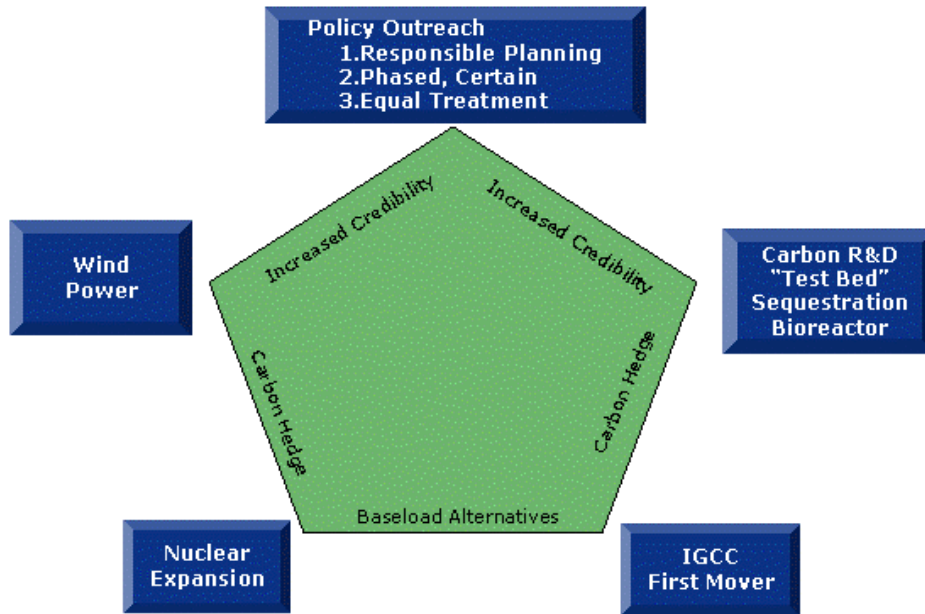 Policy Outreach
1.Responsible Planning
2.Phased, Certain
3.Equal Treatment
Increased Credibility
Increased Credibility
Wind
Power
Carbon R&D
"Test Bed"
Sequestration
Bioreactor
Carbon Hedge
Carbon Hedge
Baseload Alternatives
Nuclear
Expansion
IGCC
First Mover